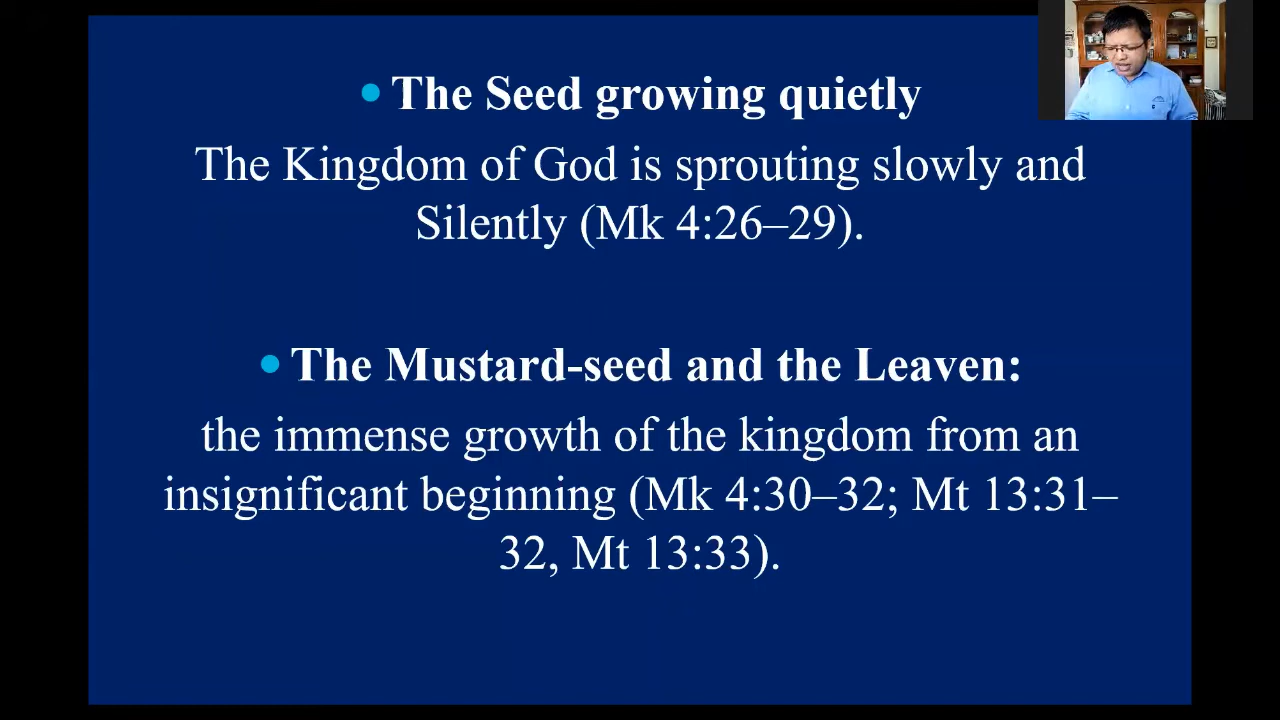 • The Seed growing quietly
The Kingdom of God is sprouting slowly and
Silently (Mk 4:26–29).
• The Mustard-seed and the Leaven:
the immense growth of the kingdom from an
insignificant beginning (Mk 4:30–32; Mt 13:31–
32, Mt 13:33).